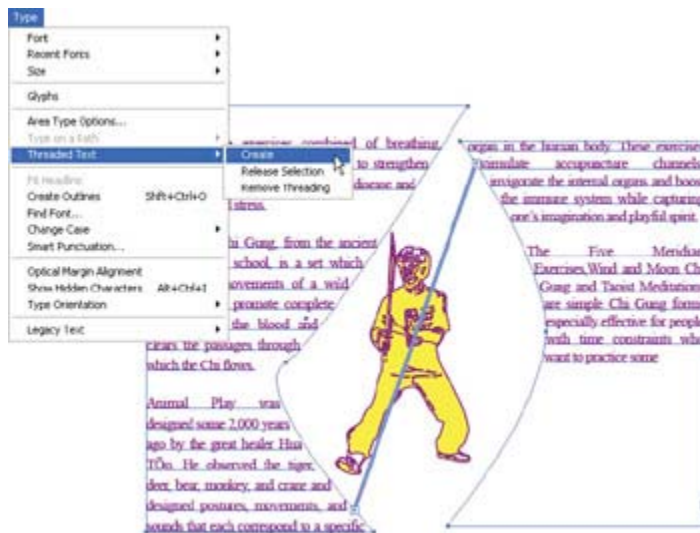 Type
Font
Recent Fonts
Size
Glyphs
Area Type Options...
Type on a Path
Threaded Text
Fit Headline
Create Outlines Shift+Ctrl+O
Find Font...
Change Case
Smart Punctuation...
Optical Margin Alignment
Show Hidden Characters Alt+Ctrl+I
Type Orientation
Legacy Text
Create
Release Selection
Remove Threading
exercises combined of breathing,
to strengthen
disease and
stress.
hi Gung, from the ancient
school, is a set which
ovements of a wild
promote complete
the blood and
clears the passages through
which the Chi flows.
Animal Play was
designed some 2,000 years
ago by the great healer Hua
TÕo. He observed the tiger,
deer, bear, monkey, and crane and
designed postures, movements, and
sounds that each correspond to a specific
organ in the human body. These exercises
stimulate accupuncture channels,
invigorate the internal organs and boost
the immune system while capturing
one's imagination and playful spirit.
The Five Meridian
Exercises, Wind and Moon Chi
Gung and Taoist Meditation
are simple Chi Gung forms
especially effective for people
with time constraints who
want to practice some